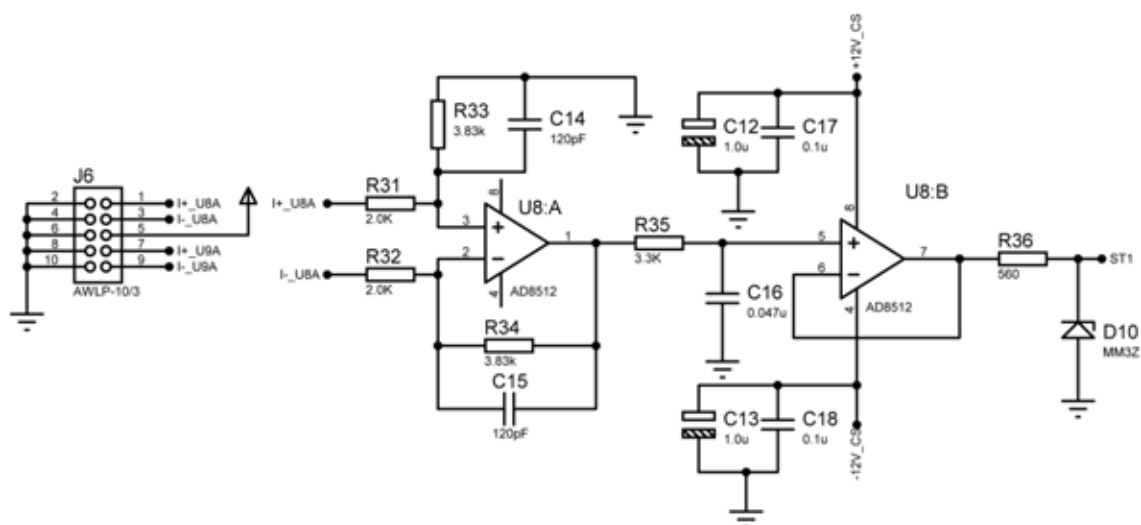 +12V_CS
R33
3.83k
C14
120pF
C12
1.0u
C17
0.1u
J6
2
1
I+_U8A
4
3
I-_U8A
6
5
8
7
I+_U9A
10
9
I-_U9A
AWLP-10/3
I+_U8A
R31
2.0K
I-_U8A
R32
2.0K
8
U8:A
3
+
1
2
−
4
AD8512
R34
3.83k
C15
120pF
R35
3.3K
C16
0.047u
U8:B
8
5
+
7
6
−
4
AD8512
R36
560
ST1
D10
MM3Z
C13
1.0u
C18
0.1u
-12V_CS